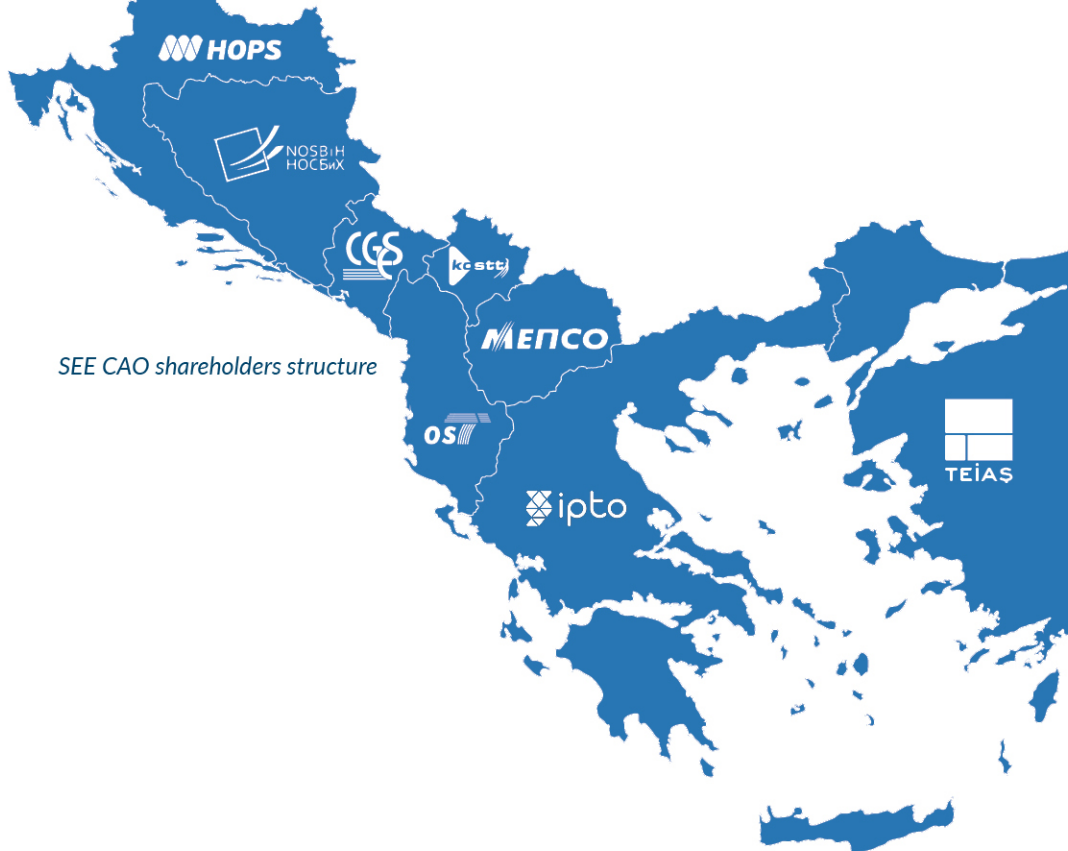 HOPS
NOSBiH
НОСБиХ
CGES
kostt
МЕПСО
SEE CAO shareholders structure
OST
ipto
TEİAŞ